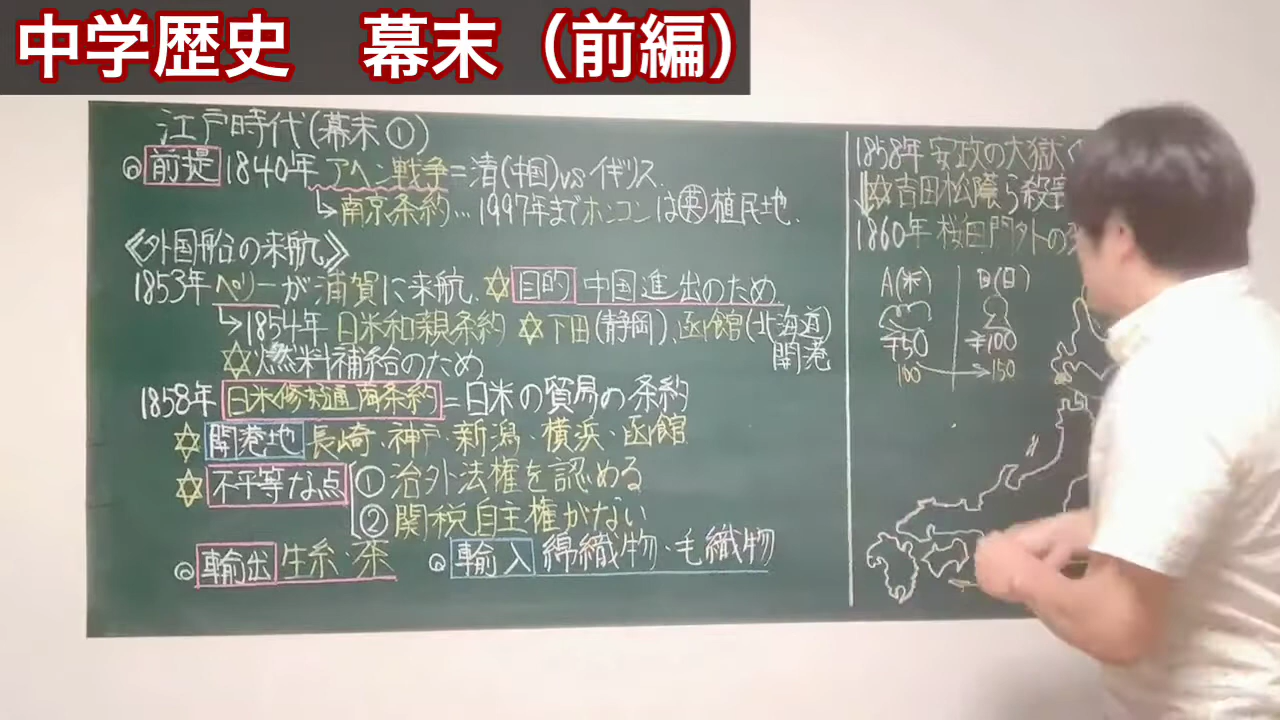 中学歴史 幕末（前編）
江戸時代(幕末①)
◎前提 1840年 アヘン戦争=清(中国)vsイギリス.
↳南京条約…1997年までホンコンは英植民地.
《外国船の来航》
1853年ペリーが浦賀に来航. ☆目的 中国進出のため
↳1854年 日米和親条約 ☆下田(静岡)、函館(北海道)
開港
☆燃料補給のため
1858年 日米修好通商条約=日米の貿易の条約
☆開港地 長崎・神戸・新潟・横浜・函館
☆不平等な点 ①治外法権を認める
②関税自主権がない
◎輸出 生糸・茶 ◎輸入 綿織物・毛織物
1858年 安政の大獄
☆吉田松陰ら殺害
1860年 桜田門外の
A(米) B(日)
¥50 ¥100
100 150